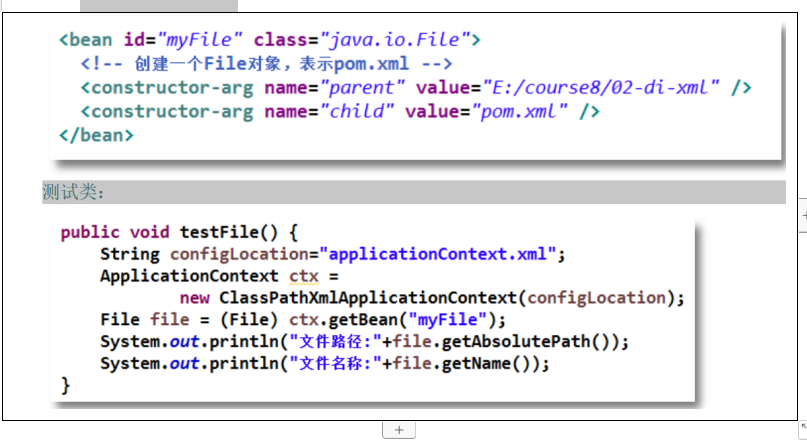 <bean id="myFile" class="java.io.File">
<!-- 创建一个File对象，表示pom.xml -->
<constructor-arg name="parent" value="E:/course8/02-di-xml" />
<constructor-arg name="child" value="pom.xml" />
</bean>
测试类:
public void testFile() {
String configLocation="applicationContext.xml";
ApplicationContext ctx =
new ClassPathXmlApplicationContext(configLocation);
File file = (File) ctx.getBean("myFile");
System.out.println("文件路径:"+file.getAbsolutePath());
System.out.println("文件名称:"+file.getName());
}